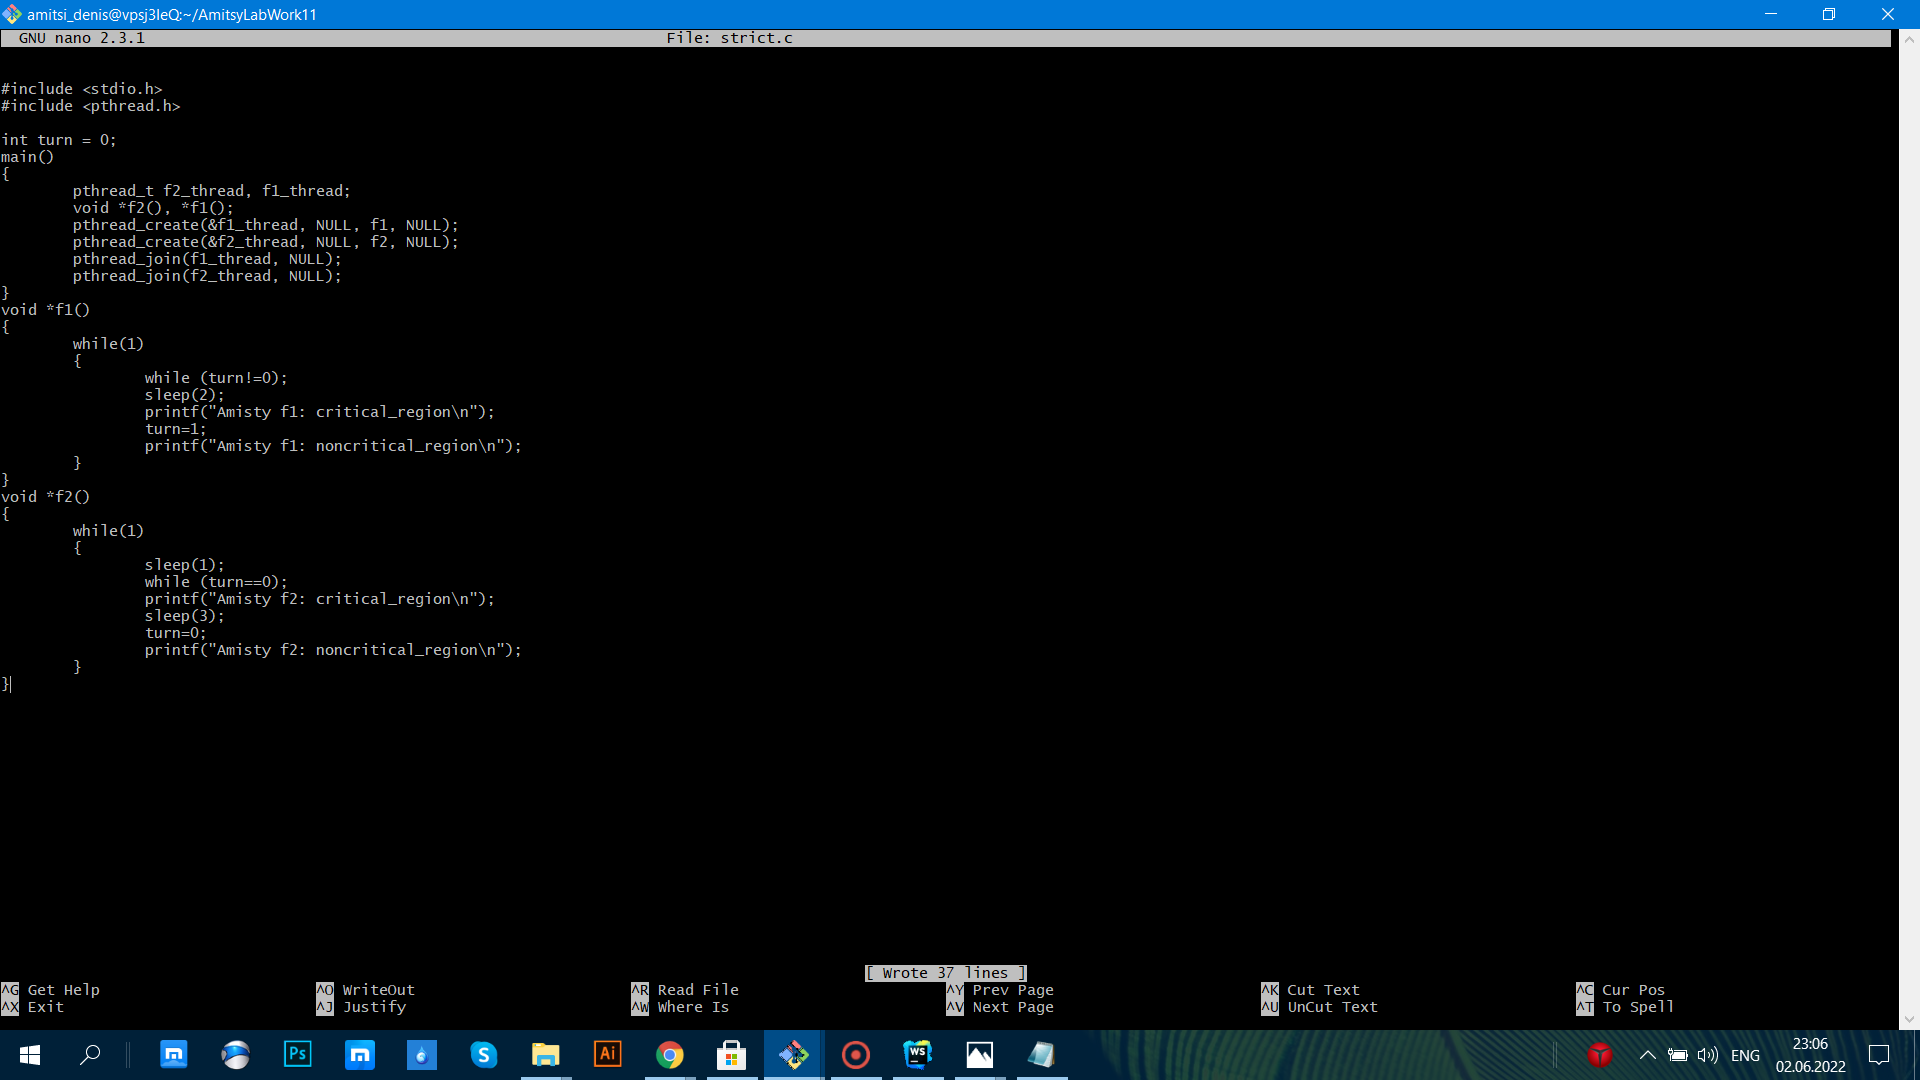 amitsi_denis@vpsj3IeQ:~/AmitsyLabWork11
GNU nano 2.3.1 File: strict.c
#include <stdio.h>
#include <pthread.h>
int turn = 0;
main()
{
pthread_t f2_thread, f1_thread;
void *f2(), *f1();
pthread_create(&f1_thread, NULL, f1, NULL);
pthread_create(&f2_thread, NULL, f2, NULL);
pthread_join(f1_thread, NULL);
pthread_join(f2_thread, NULL);
}
void *f1()
{
while(1)
{
while (turn!=0);
sleep(2);
printf("Amisty f1: critical_region\n");
turn=1;
printf("Amisty f1: noncritical_region\n");
}
}
void *f2()
{
while(1)
{
sleep(1);
while (turn==0);
printf("Amisty f2: critical_region\n");
sleep(3);
turn=0;
printf("Amisty f2: noncritical_region\n");
}
}
[ Wrote 37 lines ]
^G Get Help ^O WriteOut ^R Read File ^Y Prev Page ^K Cut Text ^C Cur Pos
^X Exit ^J Justify ^W Where Is ^V Next Page ^U UnCut Text ^T To Spell
Ps
Ai
WS
ENG
23:06
02.06.2022